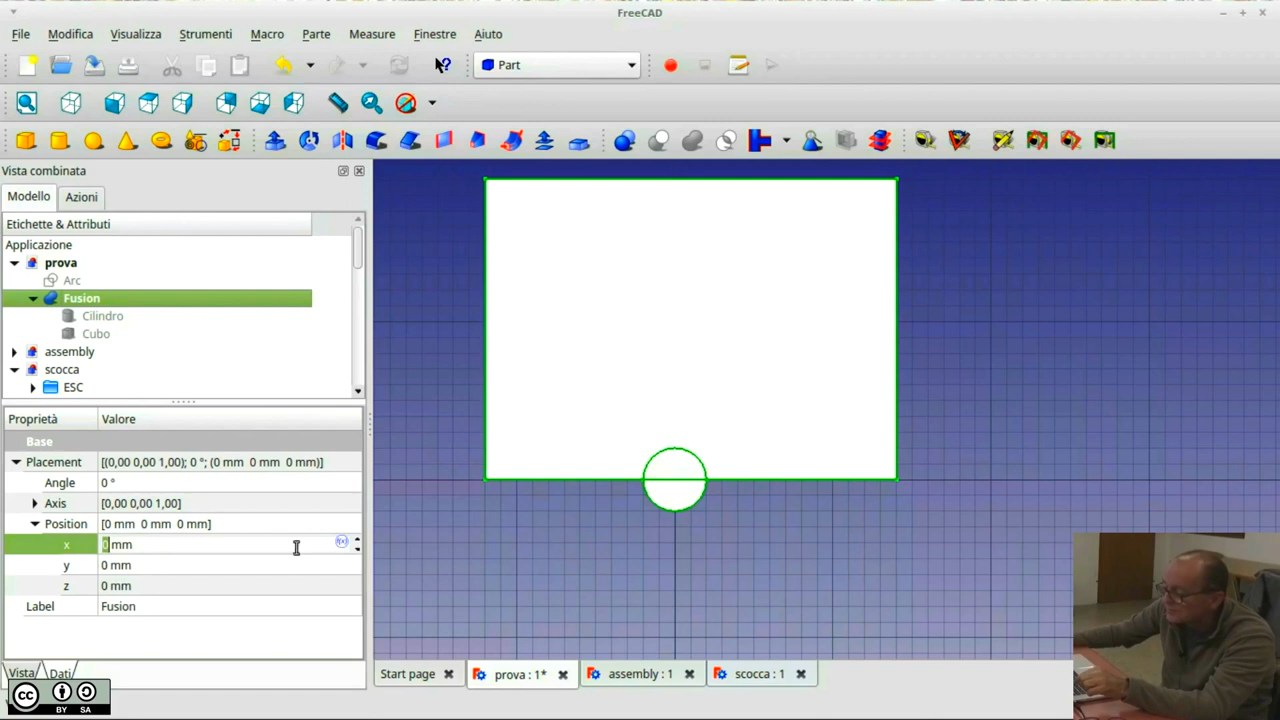 FreeCAD
File Modifica Visualizza Strumenti Macro Parte Measure Finestre Aiuto
Part
Vista combinata
Modello Azioni
Etichette & Attributi
Applicazione
prova
Arc
Fusion
Cilindro
Cubo
assembly
scocca
ESC
Proprietà Valore
Base
Placement [(0,00 0,00 1,00); 0 °; (0 mm 0 mm 0 mm)]
Angle 0 °
Axis [0,00 0,00 1,00]
Position [0 mm 0 mm 0 mm]
x 0 mm
y 0 mm
z 0 mm
Label Fusion
Vista Dati
Start page prova : 1* assembly : 1 scocca : 1
cc BY SA